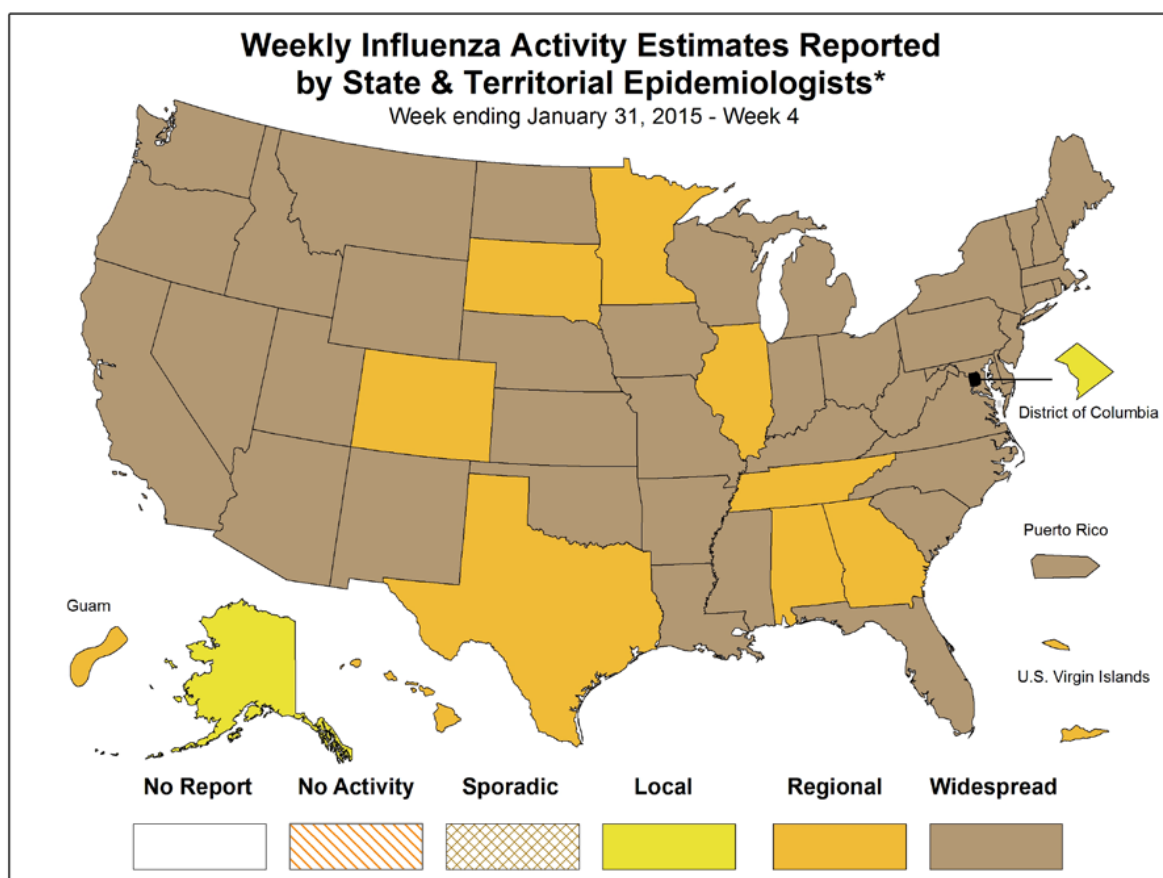 Weekly Influenza Activity Estimates Reported
by State & Territorial Epidemiologists*
Week ending January 31, 2015 - Week 4
District of Columbia
Puerto Rico
Guam
U.S. Virgin Islands
No Report No Activity Sporadic Local Regional Widespread